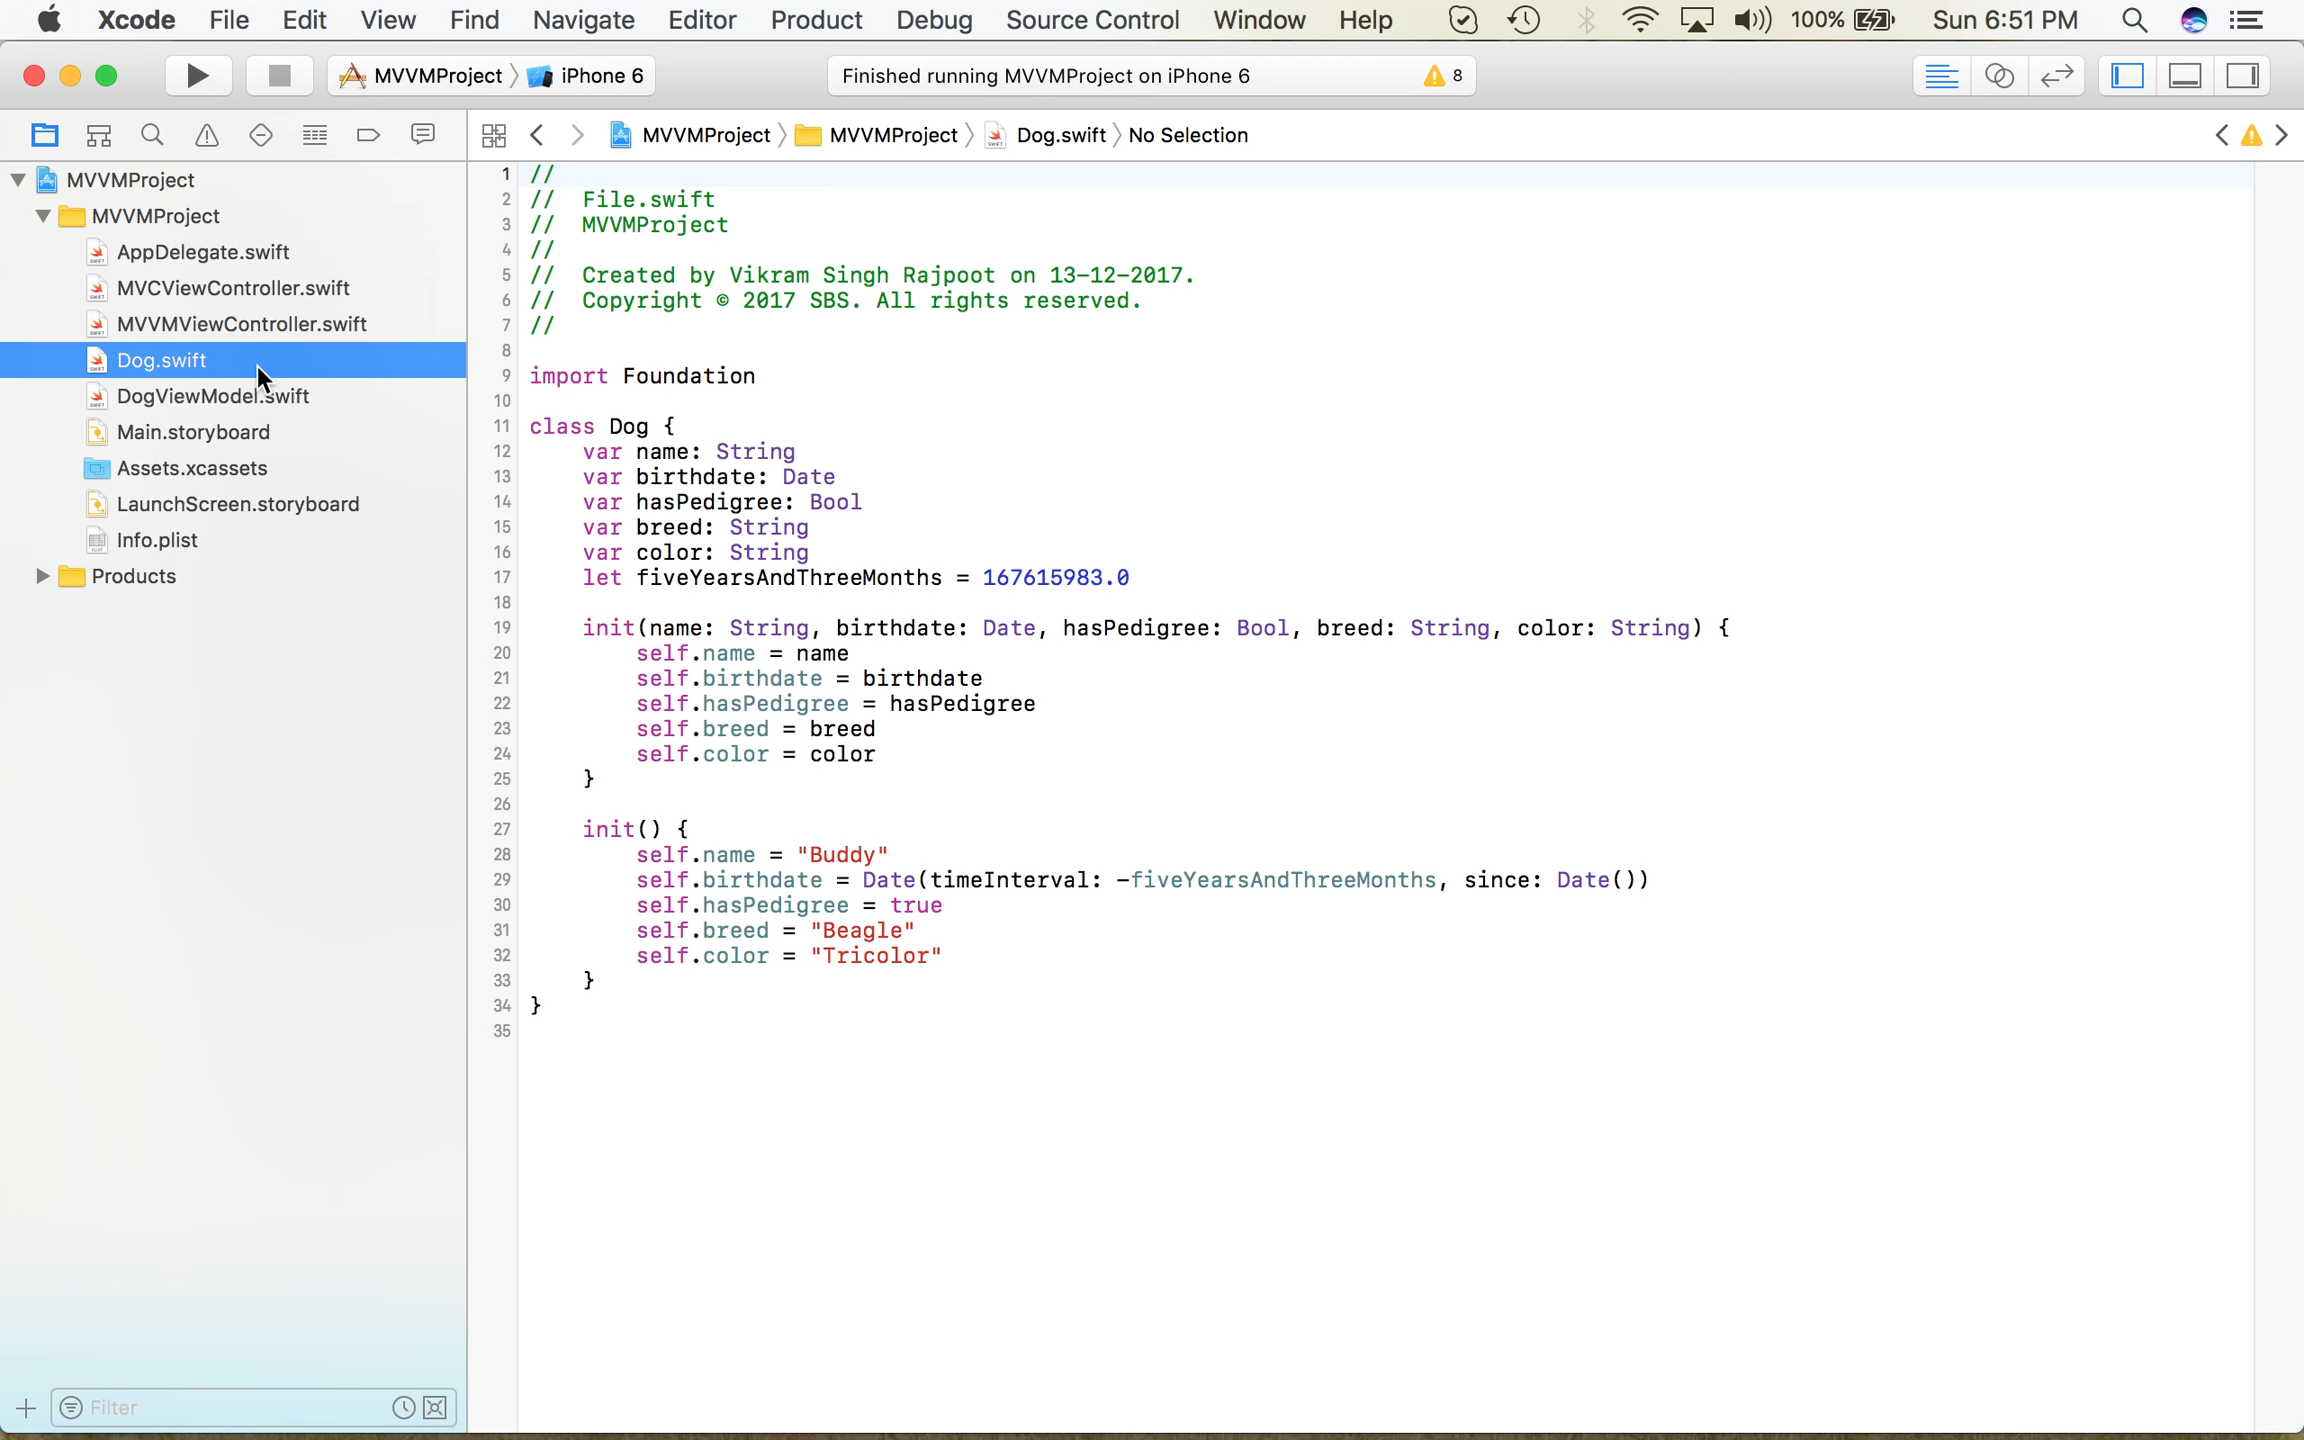 Xcode File Edit View Find Navigate Editor Product Debug Source Control Window Help 100% Sun 6:51 PM
MVVMProject iPhone 6 Finished running MVVMProject on iPhone 6 8
MVVMProject MVVMProject Dog.swift No Selection
MVVMProject
MVVMProject
AppDelegate.swift
MVCViewController.swift
MVVMViewController.swift
Dog.swift
DogViewModel.swift
Main.storyboard
Assets.xcassets
LaunchScreen.storyboard
Info.plist
Products
Filter
1 //
2 //  File.swift
3 //  MVVMProject
4 //
5 //  Created by Vikram Singh Rajpoot on 13-12-2017.
6 //  Copyright © 2017 SBS. All rights reserved.
7 //
8
9 import Foundation
10
11 class Dog {
12     var name: String
13     var birthdate: Date
14     var hasPedigree: Bool
15     var breed: String
16     var color: String
17     let fiveYearsAndThreeMonths = 167615983.0
18
19     init(name: String, birthdate: Date, hasPedigree: Bool, breed: String, color: String) {
20         self.name = name
21         self.birthdate = birthdate
22         self.hasPedigree = hasPedigree
23         self.breed = breed
24         self.color = color
25     }
26
27     init() {
28         self.name = "Buddy"
29         self.birthdate = Date(timeInterval: -fiveYearsAndThreeMonths, since: Date())
30         self.hasPedigree = true
31         self.breed = "Beagle"
32         self.color = "Tricolor"
33     }
34 }
35